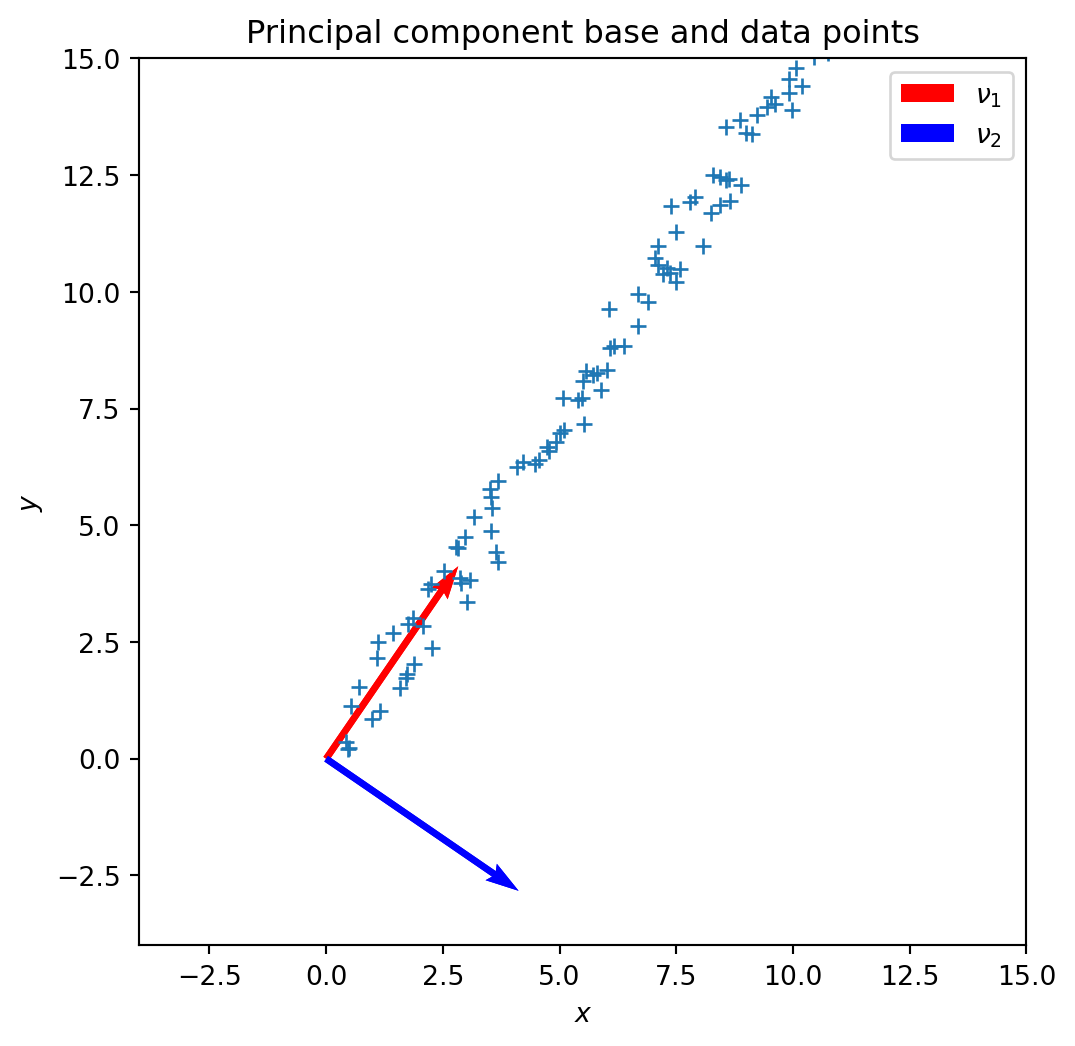 Principal component base and data points
15.0
12.5
10.0
7.5
5.0
2.5
0.0
−2.5
y
ν₁
ν₂
−2.5 0.0 2.5 5.0 7.5 10.0 12.5 15.0
x